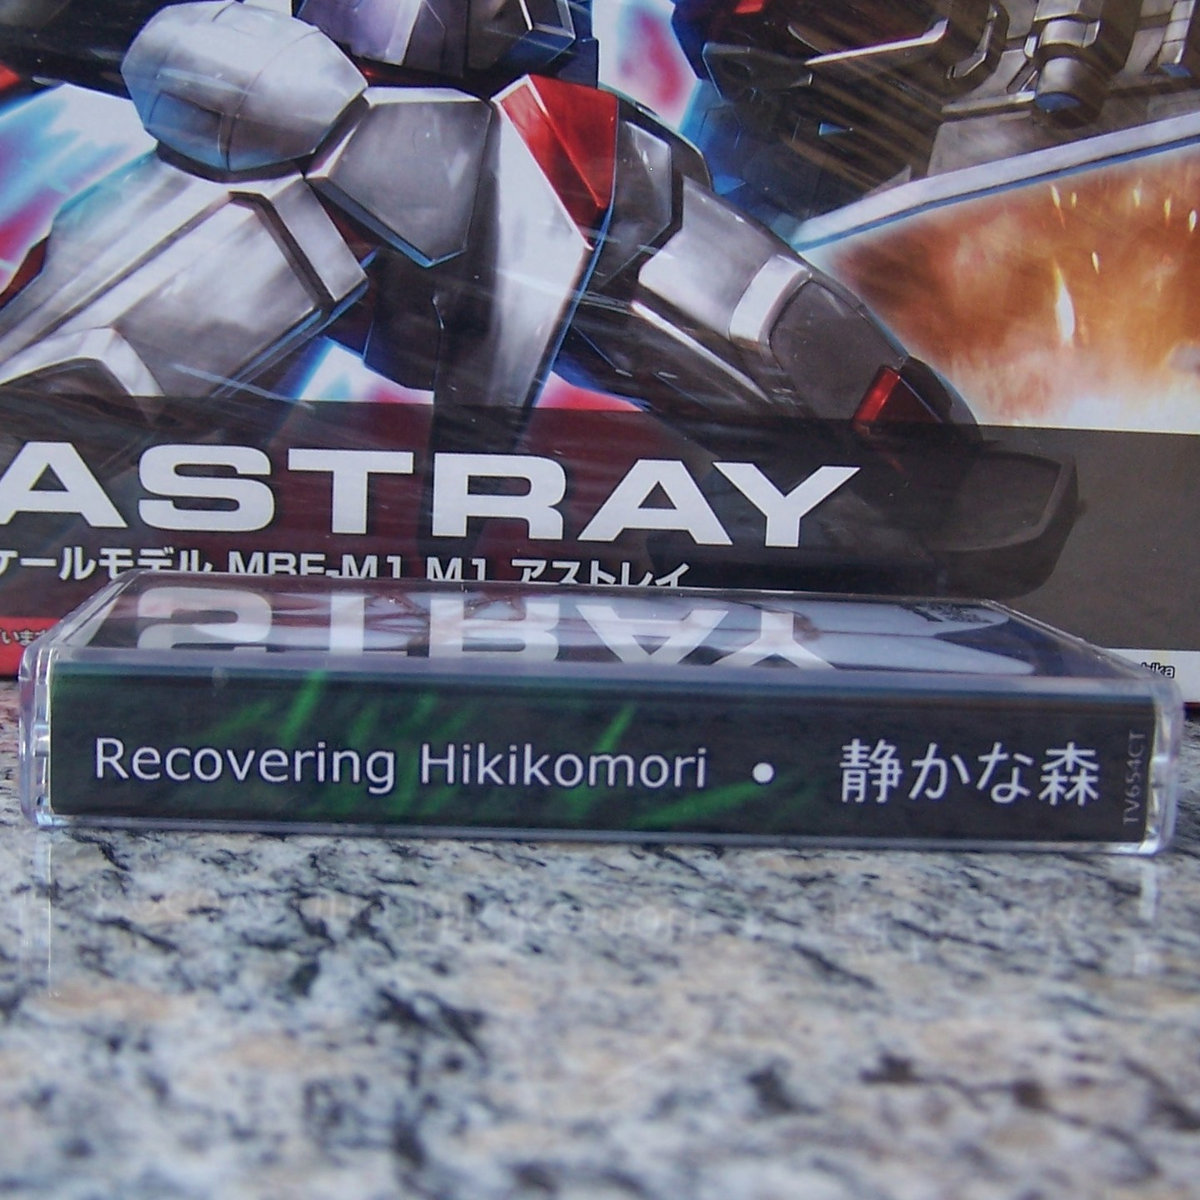 ASTRAY
ケールモデル MBF-M1 M1 アストレイ
Recovering Hikikomori • 静かな森
TV654CT